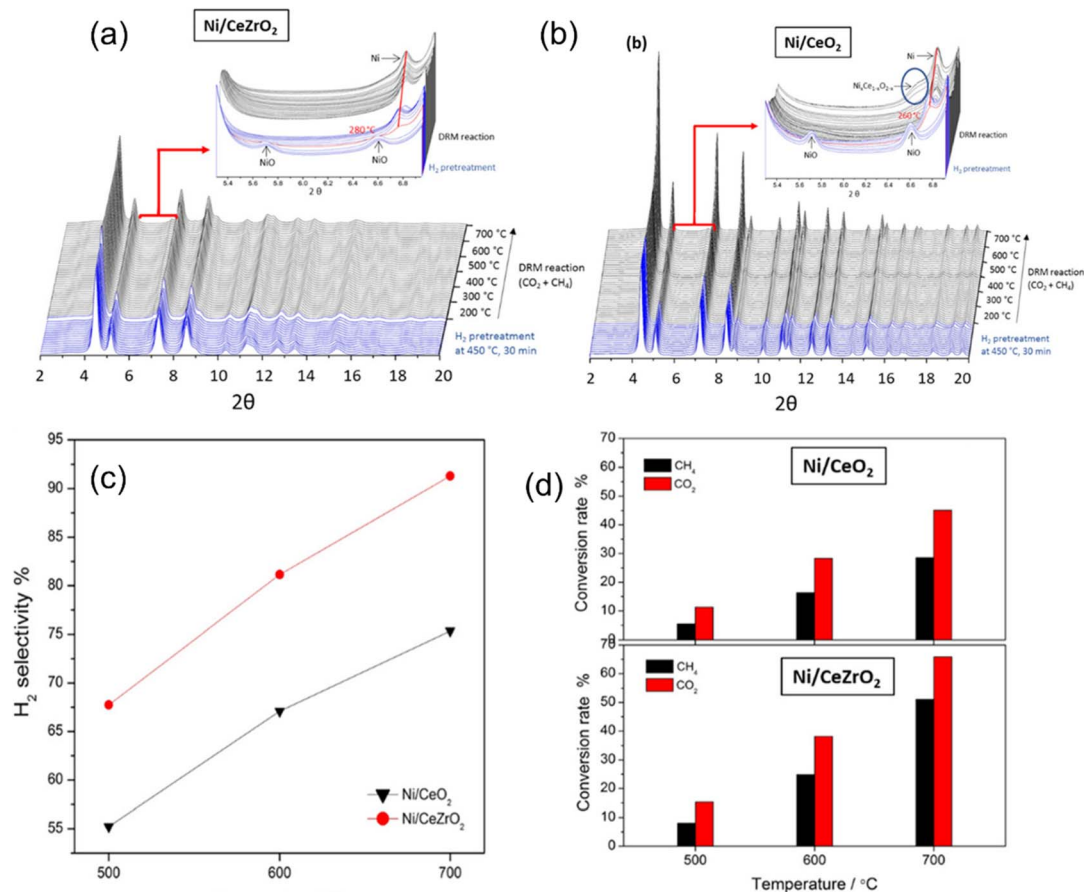 (a)
Ni/CeZrO₂
Ni
280 °C
NiO
NiO
5.4 5.6 5.8 6.0 6.2 6.4 6.6 6.8
2 θ
DRM reaction
H₂ pretreatment
700 °C
600 °C
500 °C
400 °C
300 °C
200 °C
DRM reaction
(CO₂ + CH₄)
H₂ pretreatment
at 450 °C, 30 min
2 4 6 8 10 12 14 16 18 20
2θ
(b)
(b)
Ni/CeO₂
Ni
260 °C
NiO
NiO
5.4 5.6 5.8 6.0 6.2 6.4 6.6 6.8
2 θ
DRM reaction
H₂ pretreatment
700 °C
600 °C
500 °C
400 °C
300 °C
200 °C
DRM reaction
(CO₂ + CH₄)
H₂ pretreatment
at 450 °C, 30 min
2 4 6 8 10 12 14 16 18 20
2θ
(c)
H₂ selectivity %
95
90
85
80
75
70
65
60
55
Ni/CeO₂
Ni/CeZrO₂
500 600 700
(d)
Ni/CeO₂
CH₄
CO₂
Conversion rate %
70
60
50
40
30
20
10
0
Ni/CeZrO₂
CH₄
CO₂
Conversion rate %
70
60
50
40
30
20
10
0
500 600 700
Temperature / °C